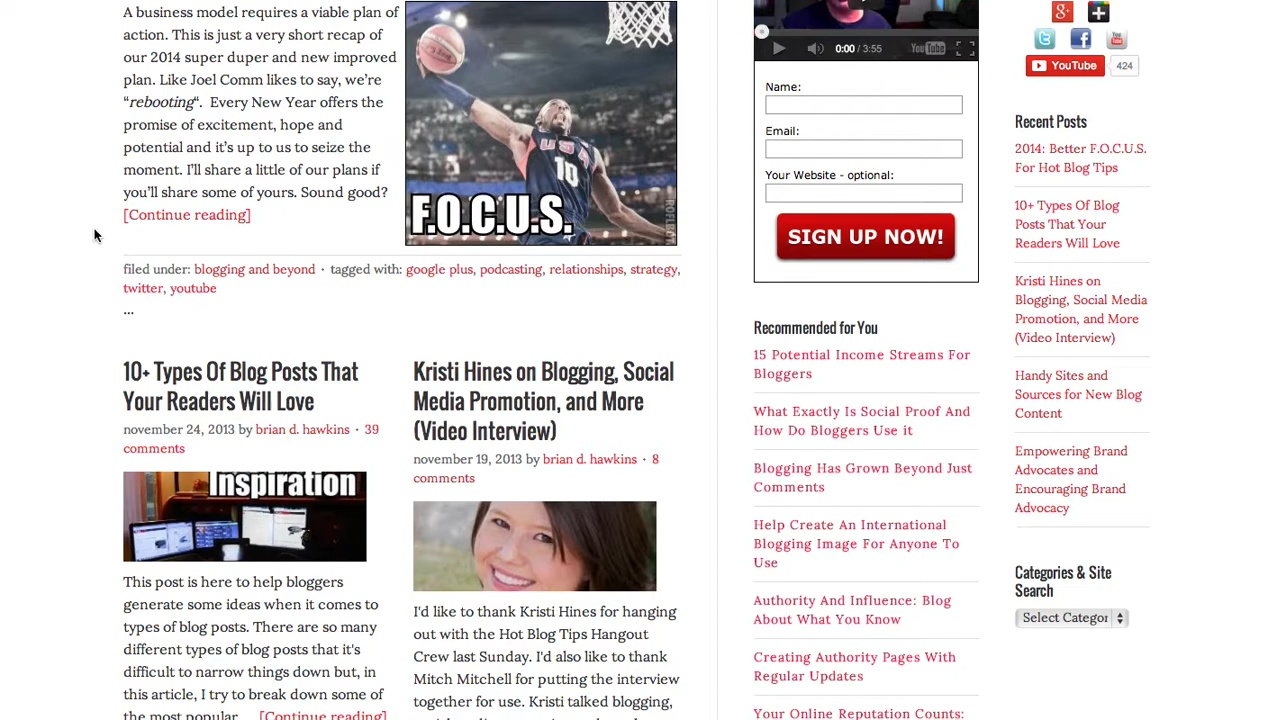 A business model requires a viable plan of
action. This is just a very short recap of
our 2014 super duper and new improved
plan. Like Joel Comm likes to say, we’re
“rebooting“.  Every New Year offers the
promise of excitement, hope and
potential and it’s up to us to seize the
moment. I’ll share a little of our plans if
you’ll share some of yours. Sound good?
[Continue reading]
USA
10
F.O.C.U.S.
filed under: blogging and beyond · tagged with: google plus, podcasting, relationships, strategy,
twitter, youtube
...
10+ Types Of Blog Posts That
Your Readers Will Love
november 24, 2013 by brian d. hawkins · 39
comments
Inspiration
This post is here to help bloggers
generate some ideas when it comes to
types of blog posts. There are so many
different types of blog posts that it's
difficult to narrow things down but, in
this article, I try to break down some of
the most popular... [Continue reading]
Kristi Hines on Blogging, Social
Media Promotion, and More
(Video Interview)
november 19, 2013 by brian d. hawkins · 8
comments
I'd like to thank Kristi Hines for hanging
out with the Hot Blog Tips Hangout
Crew last Sunday. I'd also like to thank
Mitch Mitchell for putting the interview
together for use. Kristi talked blogging,
0:00 / 3:55
YouTube
Name:
Email:
Your Website - optional:
SIGN UP NOW!
Recommended for You
15 Potential Income Streams For
Bloggers
What Exactly Is Social Proof And
How Do Bloggers Use it
Blogging Has Grown Beyond Just
Comments
Help Create An International
Blogging Image For Anyone To
Use
Authority And Influence: Blog
About What You Know
Creating Authority Pages With
Regular Updates
Your Online Reputation Counts:
YouTube
424
Recent Posts
2014: Better F.O.C.U.S.
For Hot Blog Tips
10+ Types Of Blog
Posts That Your
Readers Will Love
Kristi Hines on
Blogging, Social Media
Promotion, and More
(Video Interview)
Handy Sites and
Sources for New Blog
Content
Empowering Brand
Advocates and
Encouraging Brand
Advocacy
Categories & Site
Search
Select Categor